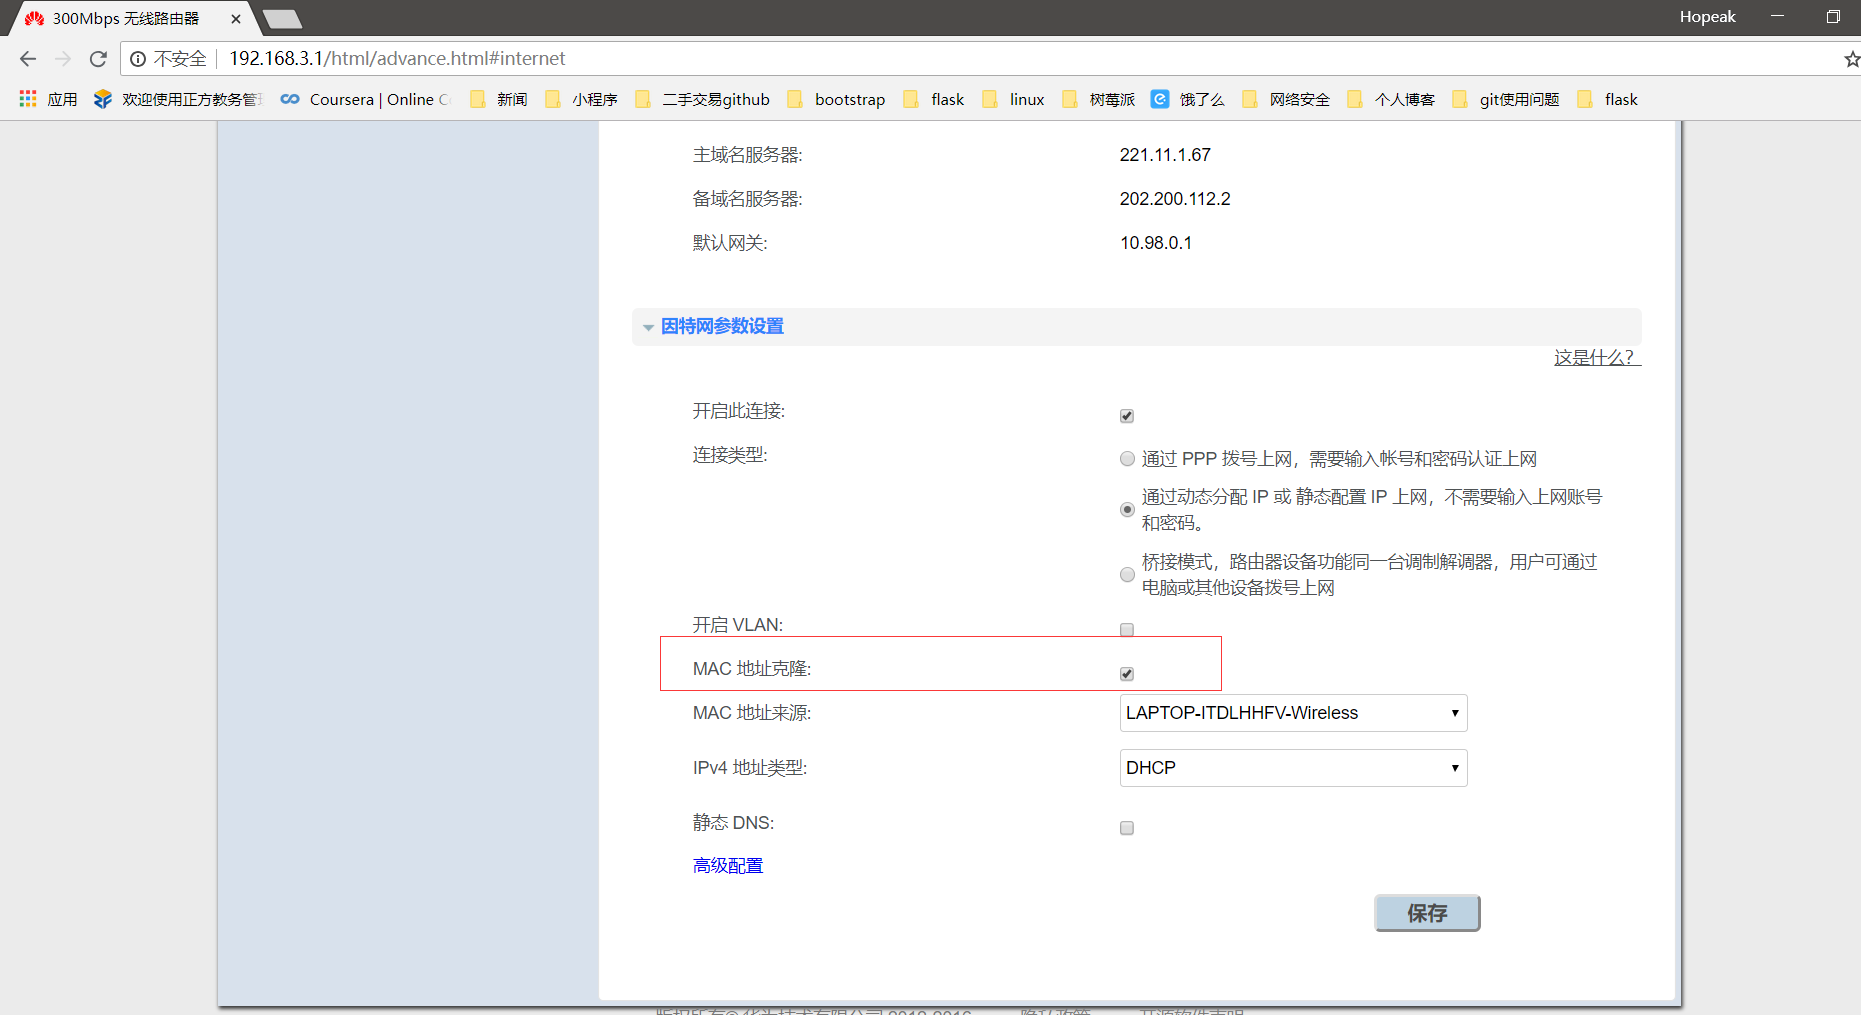 300Mbps 无线路由器
Hopeak
不安全 192.168.3.1/html/advance.html#internet
应用 欢迎使用正方教务管 Coursera | Online 新闻 小程序 二手交易github bootstrap flask linux 树莓派 饿了么 网络安全 个人博客 git使用问题 flask
主域名服务器: 221.11.1.67
备域名服务器: 202.200.112.2
默认网关: 10.98.0.1
因特网参数设置
这是什么？
开启此连接:
连接类型: 通过 PPP 拨号上网，需要输入帐号和密码认证上网
通过动态分配 IP 或 静态配置 IP 上网，不需要输入上网账号
和密码。
桥接模式，路由器设备功能同一台调制解调器，用户可通过
电脑或其他设备拨号上网
开启 VLAN:
MAC 地址克隆:
MAC 地址来源: LAPTOP-ITDLHHFV-Wireless
IPv4 地址类型: DHCP
静态 DNS:
高级配置
保存